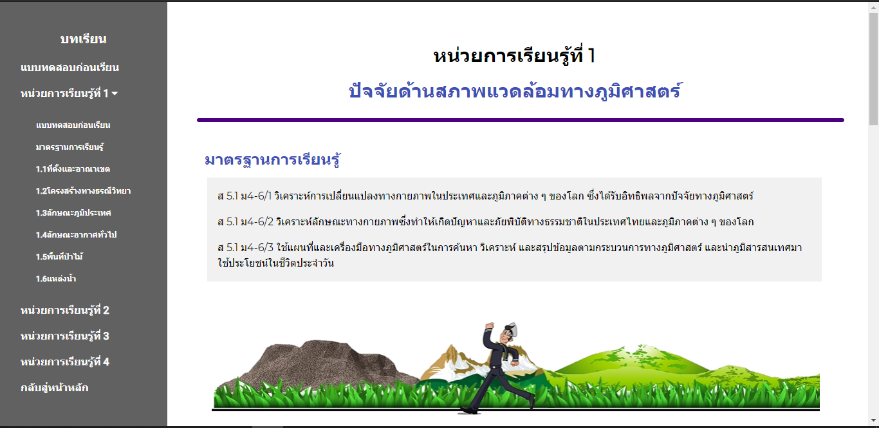 บทเรียน
แบบทดสอบก่อนเรียน
หน่วยการเรียนรู้ที่ 1
แบบทดสอบก่อนเรียน
มาตรฐานการเรียนรู้
1.1ที่ตั้งและอาณาเขต
1.2โครงสร้างทางธรณีวิทยา
1.3ลักษณะภูมิประเทศ
1.4ลักษณะอากาศทั่วไป
1.5พื้นที่ป่าไม้
1.6แหล่งน้ำ
หน่วยการเรียนรู้ที่ 2
หน่วยการเรียนรู้ที่ 3
หน่วยการเรียนรู้ที่ 4
กลับสู่หน้าหลัก
หน่วยการเรียนรู้ที่ 1
ปัจจัยด้านสภาพแวดล้อมทางภูมิศาสตร์
มาตรฐานการเรียนรู้
ส 5.1 ม4-6/1 วิเคราะห์การเปลี่ยนแปลงทางกายภาพในประเทศและภูมิภาคต่าง ๆ ของโลก ซึ่งได้รับอิทธิพลจากปัจจัยทางภูมิศาสตร์
ส 5.1 ม4-6/2 วิเคราะห์ลักษณะทางกายภาพซึ่งทำให้เกิดปัญหาและภัยพิบัติทางธรรมชาติในประเทศไทยและภูมิภาคต่าง ๆ ของโลก
ส 5.1 ม4-6/3 ใช้แผนที่และเครื่องมือทางภูมิศาสตร์ในการค้นหา วิเคราะห์ และสรุปข้อมูลตามกระบวนการทางภูมิศาสตร์ และนำภูมิสารสนเทศมา
ใช้ประโยชน์ในชีวิตประจำวัน